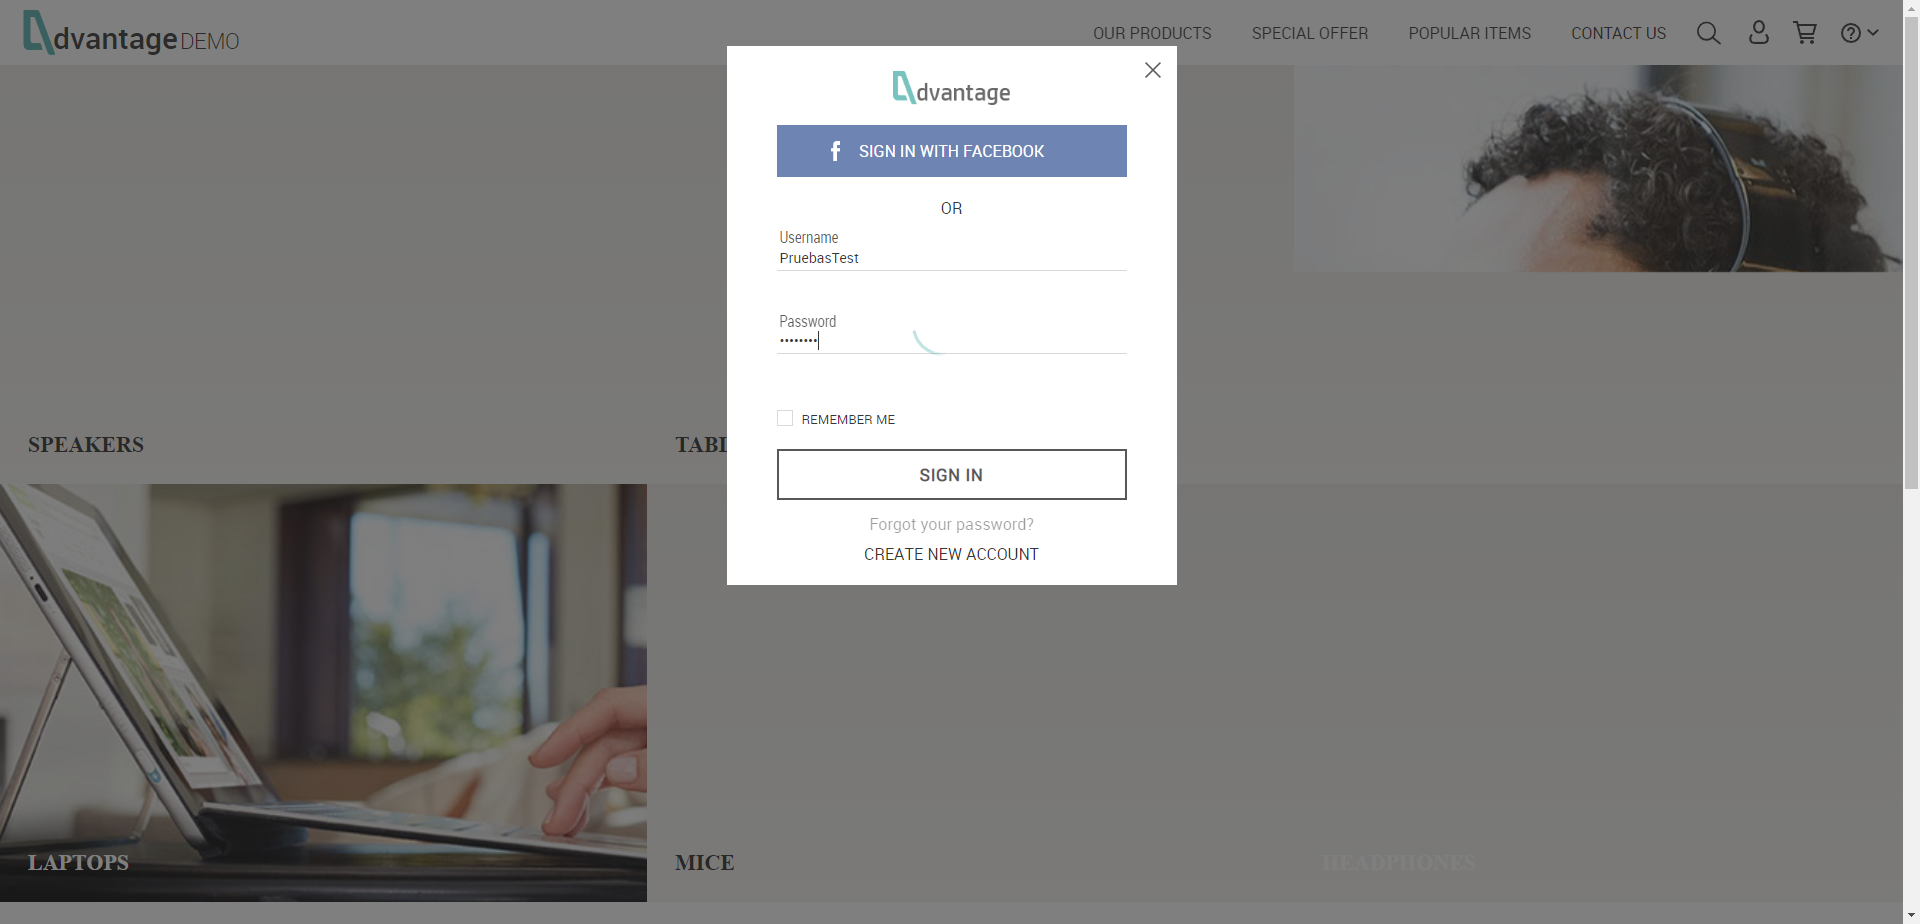 dvantage DEMO
OUR PRODUCTS
SPECIAL OFFER
POPULAR ITEMS
CONTACT US
dvantage
SIGN IN WITH FACEBOOK
OR
Username
PruebasTest
Password
••••••••
REMEMBER ME
SIGN IN
Forgot your password?
CREATE NEW ACCOUNT
SPEAKERS
TABL
LAPTOPS
MICE
HEADPHONES